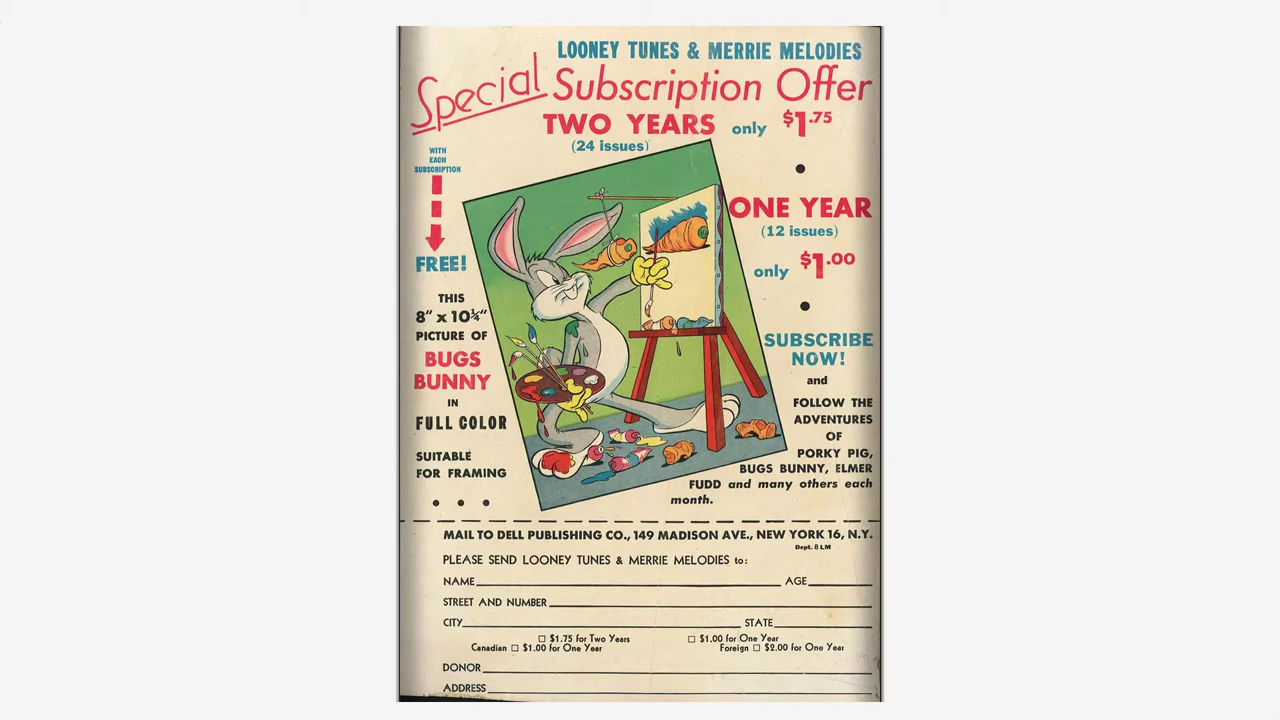 LOONEY TUNES & MERRIE MELODIES
Special Subscription Offer
TWO YEARS only $1.75
(24 issues)
WITH
EACH
SUBSCRIPTION
FREE!
THIS
8" x 10¼"
PICTURE OF
BUGS
BUNNY
IN
FULL COLOR
SUITABLE
FOR FRAMING
ONE YEAR
(12 issues)
only $1.00
SUBSCRIBE
NOW!
and
FOLLOW THE
ADVENTURES
OF
PORKY PIG,
BUGS BUNNY, ELMER
FUDD and many others each
month.
MAIL TO DELL PUBLISHING CO., 149 MADISON AVE., NEW YORK 16, N.Y.
Dept. 8 LM
PLEASE SEND LOONEY TUNES & MERRIE MELODIES to:
NAME AGE
STREET AND NUMBER
CITY STATE
□ $1.75 for Two Years □ $1.00 for One Year
Canadian □ $1.00 for One Year Foreign □ $2.00 for One Year
DONOR
ADDRESS